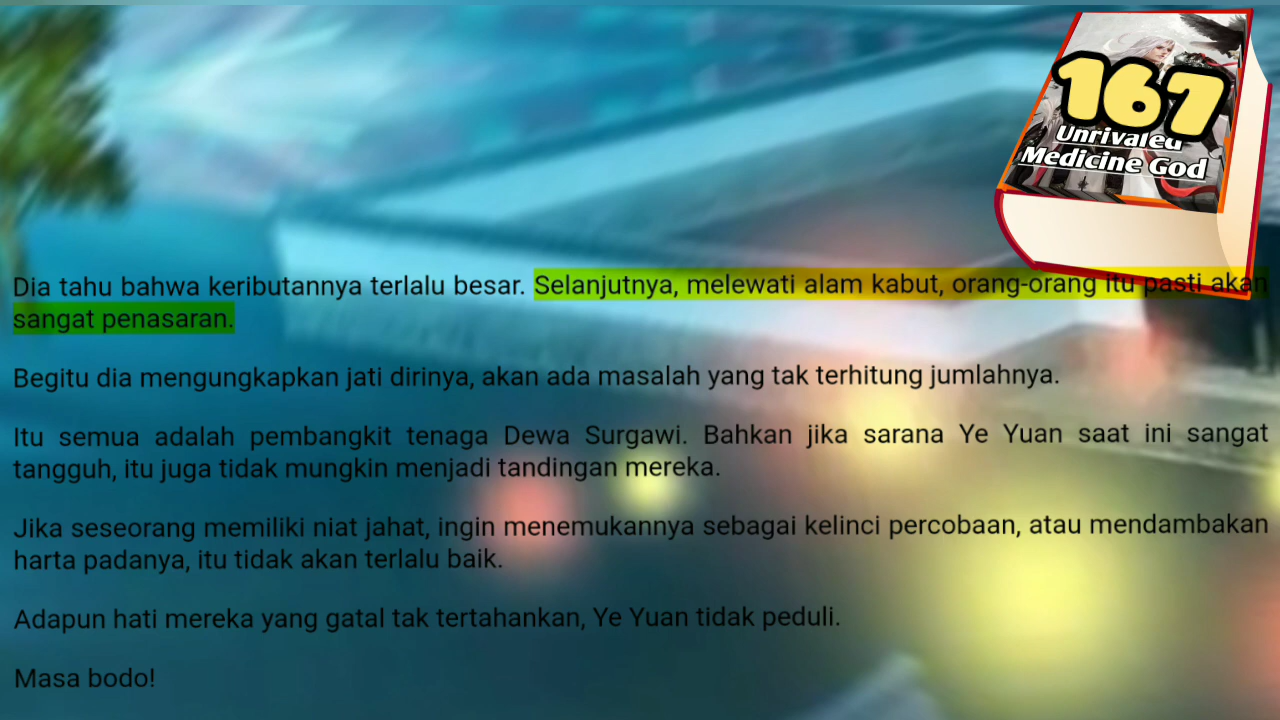 167
Unrivaled
Medicine God
Dia tahu bahwa keributannya terlalu besar. Selanjutnya, melewati alam kabut, orang-orang itu pasti akan
sangat penasaran.
Begitu dia mengungkapkan jati dirinya, akan ada masalah yang tak terhitung jumlahnya.
Itu semua adalah pembangkit tenaga Dewa Surgawi. Bahkan jika sarana Ye Yuan saat ini sangat
tangguh, itu juga tidak mungkin menjadi tandingan mereka.
Jika seseorang memiliki niat jahat, ingin menemukannya sebagai kelinci percobaan, atau mendambakan
harta padanya, itu tidak akan terlalu baik.
Adapun hati mereka yang gatal tak tertahankan, Ye Yuan tidak peduli.
Masa bodo!